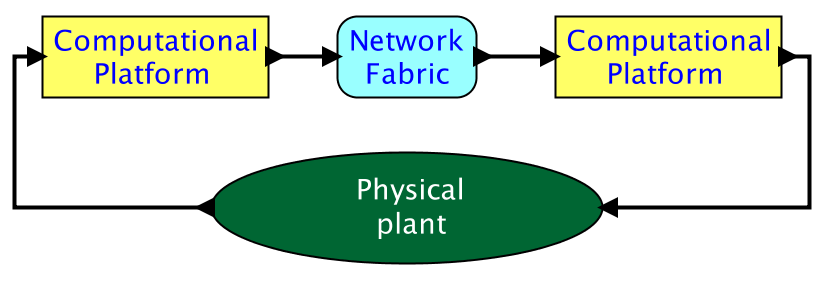 Computational
Platform
Network
Fabric
Computational
Platform
Physical
plant